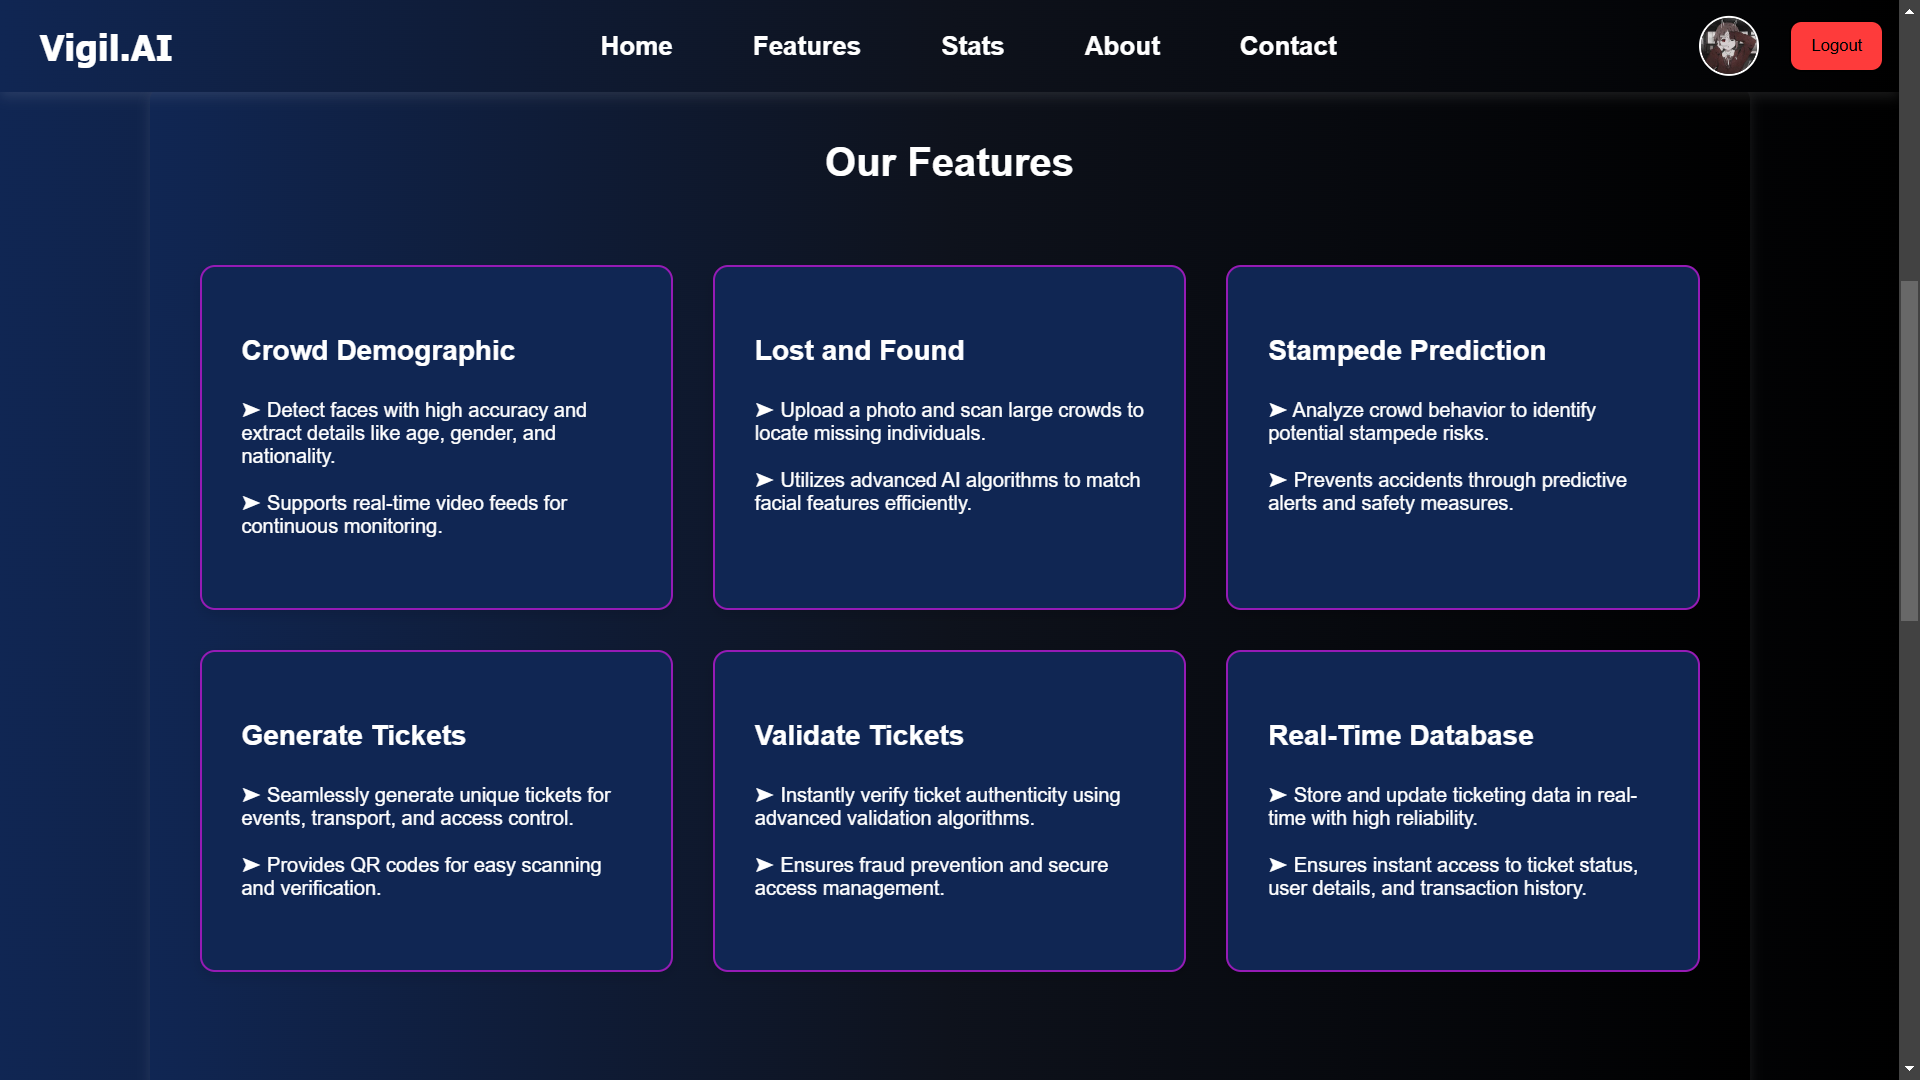 Vigil.AI
Home
Features
Stats
About
Contact
Logout
Our Features
Crowd Demographic
➤ Detect faces with high accuracy and
extract details like age, gender, and
nationality.
➤ Supports real-time video feeds for
continuous monitoring.
Lost and Found
➤ Upload a photo and scan large crowds to
locate missing individuals.
➤ Utilizes advanced AI algorithms to match
facial features efficiently.
Stampede Prediction
➤ Analyze crowd behavior to identify
potential stampede risks.
➤ Prevents accidents through predictive
alerts and safety measures.
Generate Tickets
➤ Seamlessly generate unique tickets for
events, transport, and access control.
➤ Provides QR codes for easy scanning
and verification.
Validate Tickets
➤ Instantly verify ticket authenticity using
advanced validation algorithms.
➤ Ensures fraud prevention and secure
access management.
Real-Time Database
➤ Store and update ticketing data in real-
time with high reliability.
➤ Ensures instant access to ticket status,
user details, and transaction history.